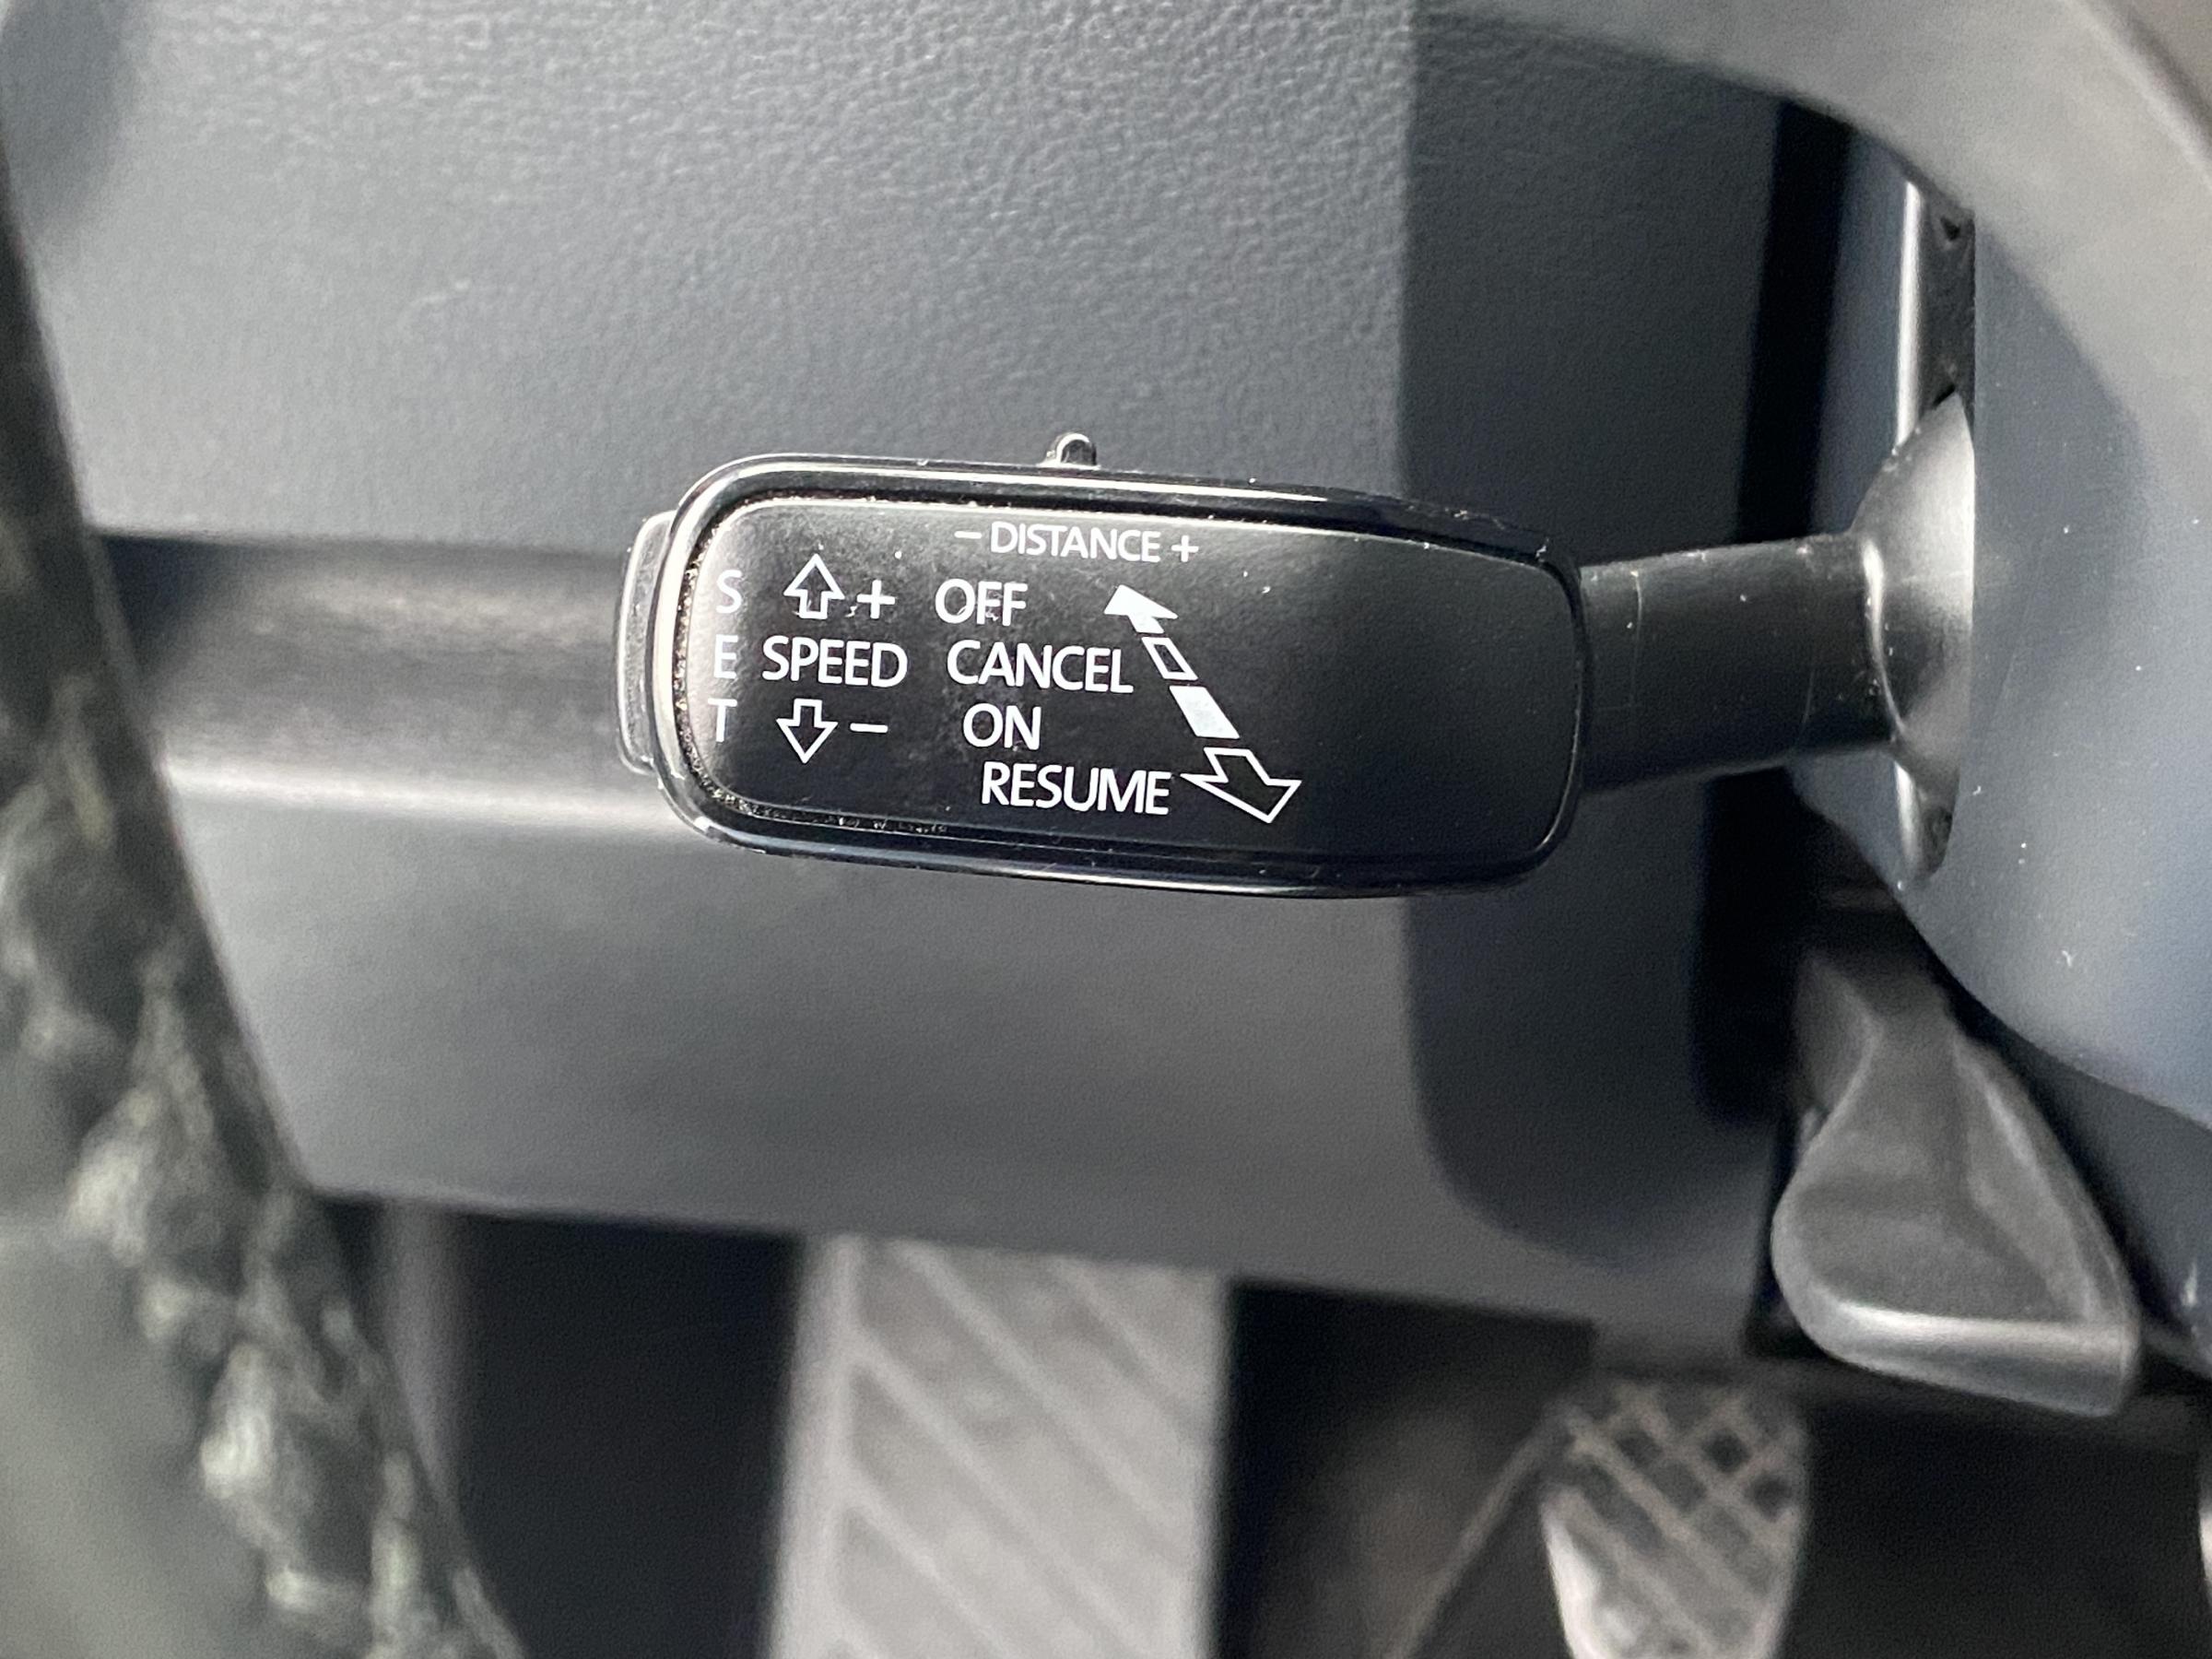 – DISTANCE +
S + OFF
E SPEED CANCEL
T – ON
RESUME